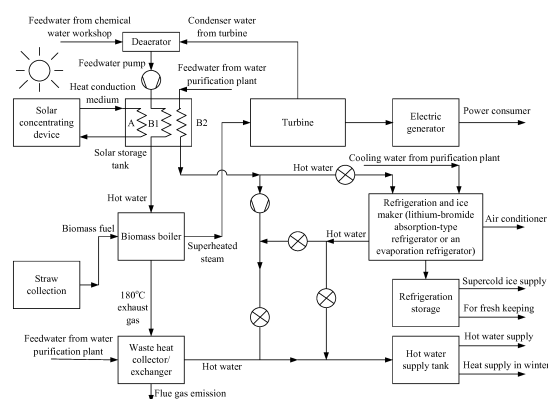 Feedwater from chemical
water workshop
Deaerator
Condenser water
from turbine
Feedwater pump
Feedwater from water
purification plant
Heat conduction
medium
Solar
concentrating
device
A
B1
B2
Solar storage
tank
Turbine
Electric
generator
Power consumer
Hot water
Cooling water from purification plant
Hot water
Biomass fuel
Biomass boiler
Superheated
steam
Hot water
Refrigeration and ice
maker (lithium-bromide
absorption-type
refrigerator or an
evaporation refrigerator)
Air conditioner
Straw
collection
180°C
exhaust
gas
Refrigeration
storage
Supercold ice supply
For fresh keeping
Feedwater from water
purification plant
Waste heat
collector/
exchanger
Hot water
Hot water
supply tank
Hot water supply
Heat supply in winter
Flue gas emission